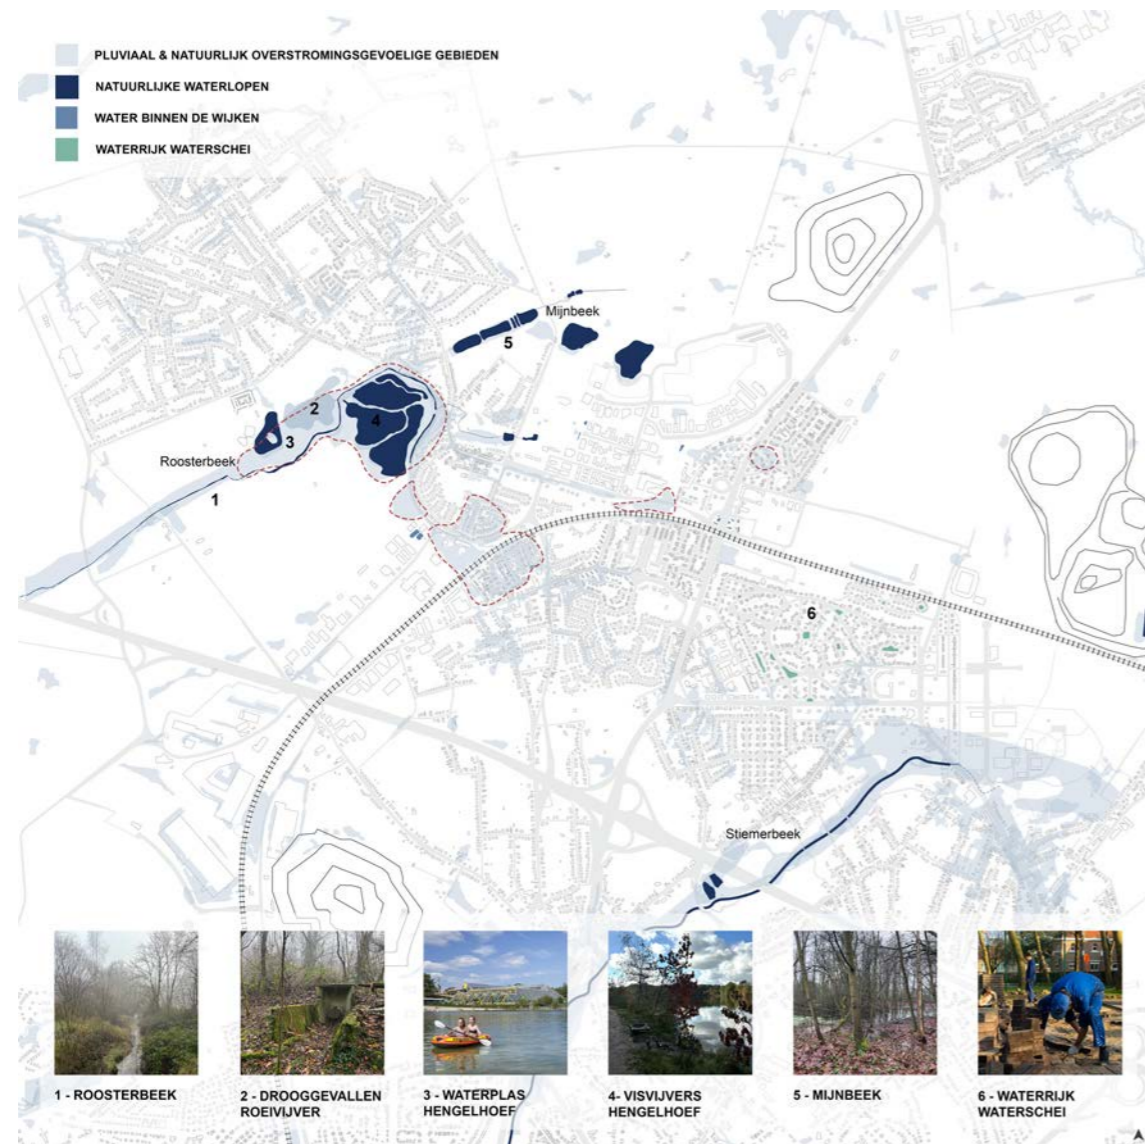 PLUVIAAL & NATUURLIJK OVERSTROMINGSGEVOELIGE GEBIEDEN
NATUURLIJKE WATERLOPEN
WATER BINNEN DE WIJKEN
WATERRIJK WATERSCHEI
Mijnbeek
5
2
4
3
Roosterbeek
1
6
Stiemerbeek
1 - ROOSTERBEEK
2 - DROOGGEVALLEN
ROEIVIJVER
3 - WATERPLAS
HENGELHOEF
4- VISVIJVERS
HENGELHOEF
5 - MIJNBEEK
6 - WATERRIJK
WATERSCHEI